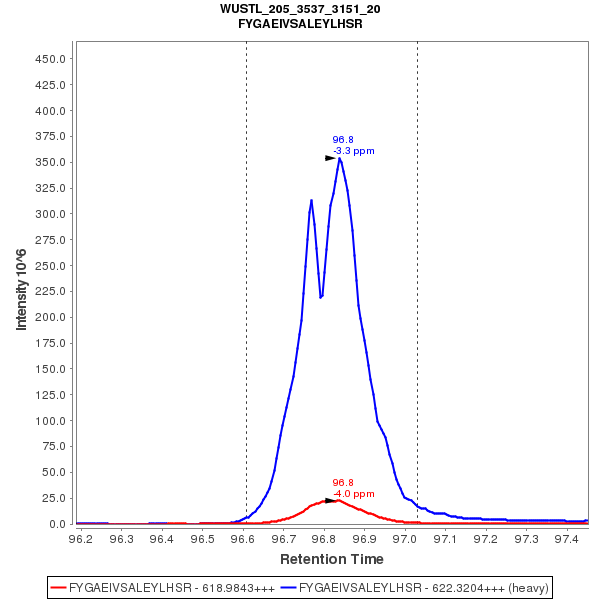 WUSTL_205_3537_3151_20
FYGAEIVSALEYLHSR
450.0
425.0
400.0
375.0
350.0
325.0
300.0
275.0
250.0
225.0
200.0
175.0
150.0
125.0
100.0
75.0
50.0
25.0
0.0
Intensity 10^6
96.8
-3.3 ppm
96.8
-4.0 ppm
96.2 96.3 96.4 96.5 96.6 96.7 96.8 96.9 97.0 97.1 97.2 97.3 97.4
Retention Time
FYGAEIVSALEYLHSR - 618.9843+++ FYGAEIVSALEYLHSR - 622.3204+++ (heavy)